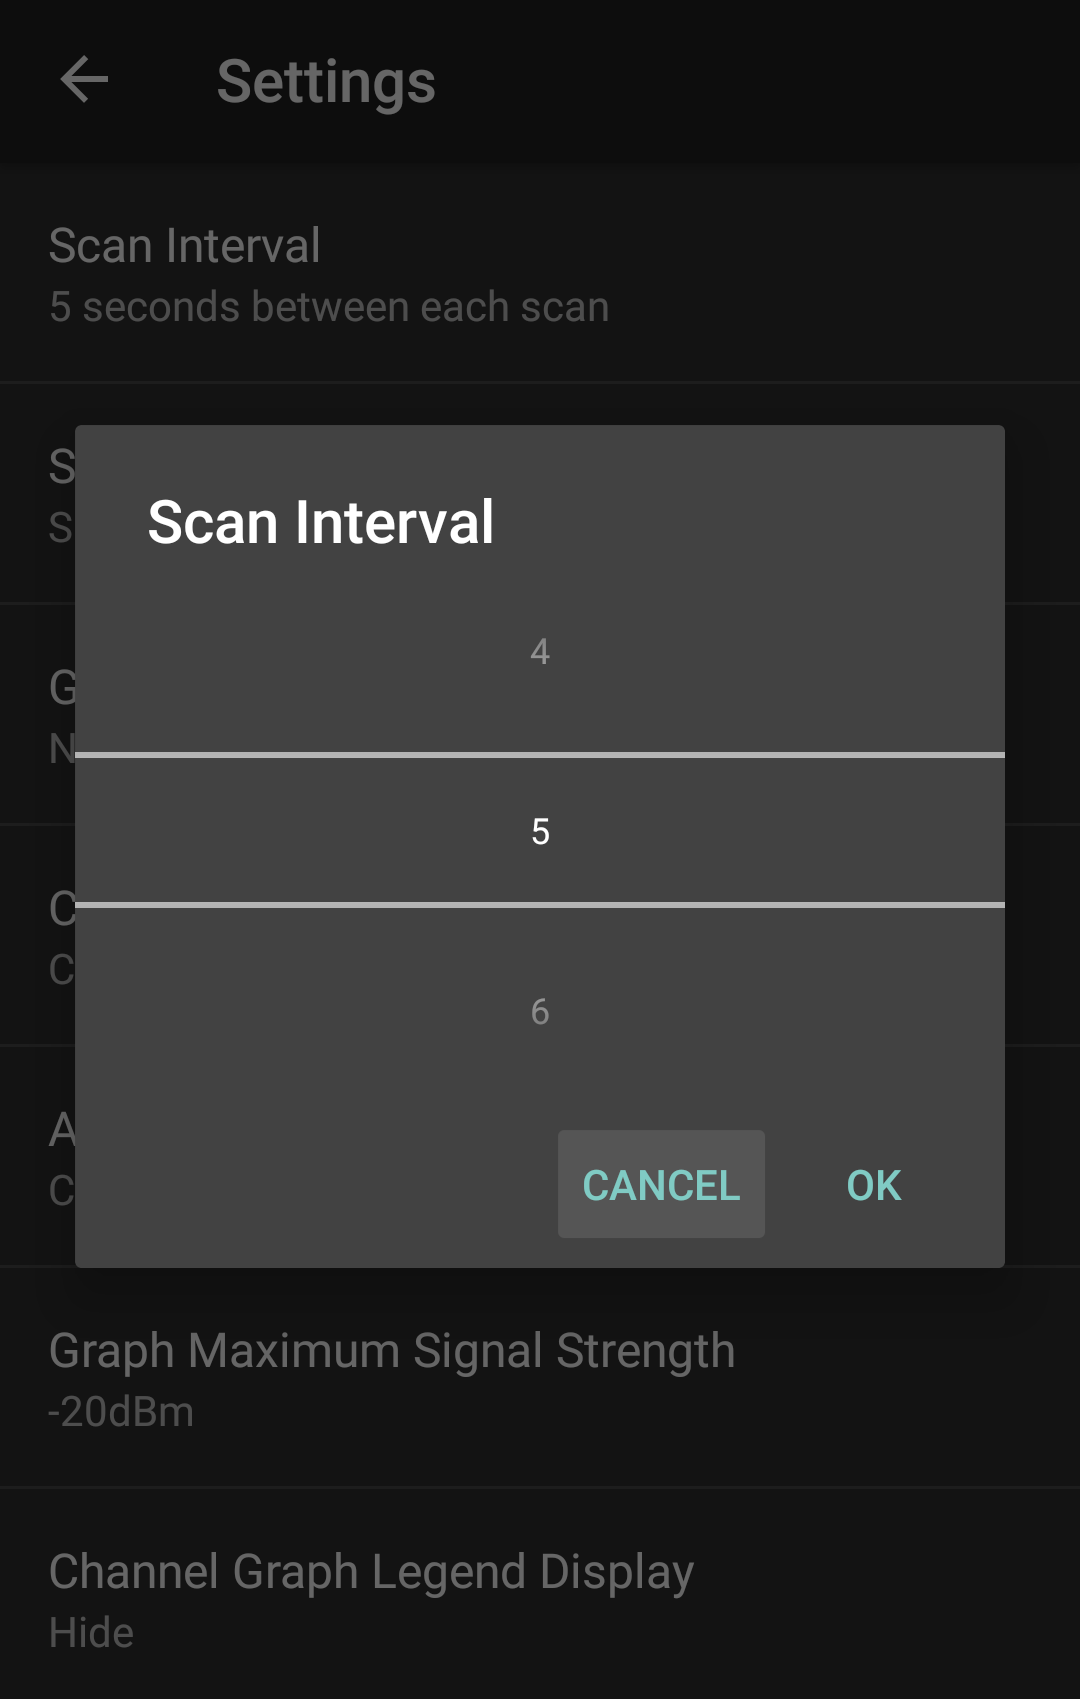 Settings
Scan Interval
5 seconds between each scan
Scan Interval
4
5
6
CANCEL OK
Graph Maximum Signal Strength
-20dBm
Channel Graph Legend Display
Hide